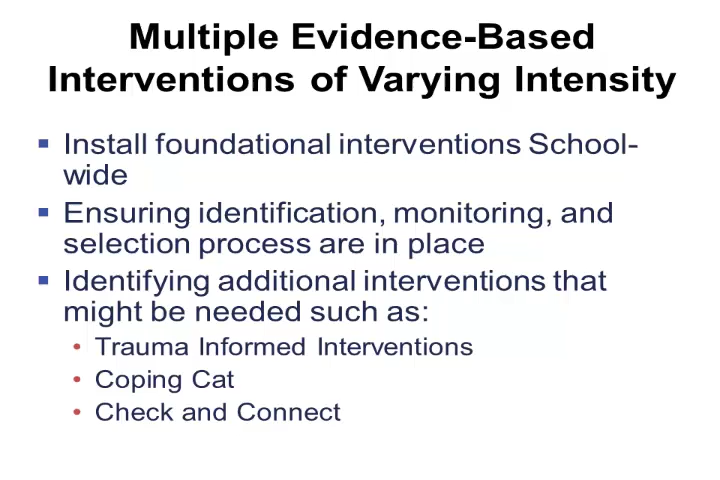 Multiple Evidence-Based
Interventions of Varying Intensity
▪ Install foundational interventions School-
wide
▪ Ensuring identification, monitoring, and
selection process are in place
▪ Identifying additional interventions that
might be needed such as:
• Trauma Informed Interventions
• Coping Cat
• Check and Connect